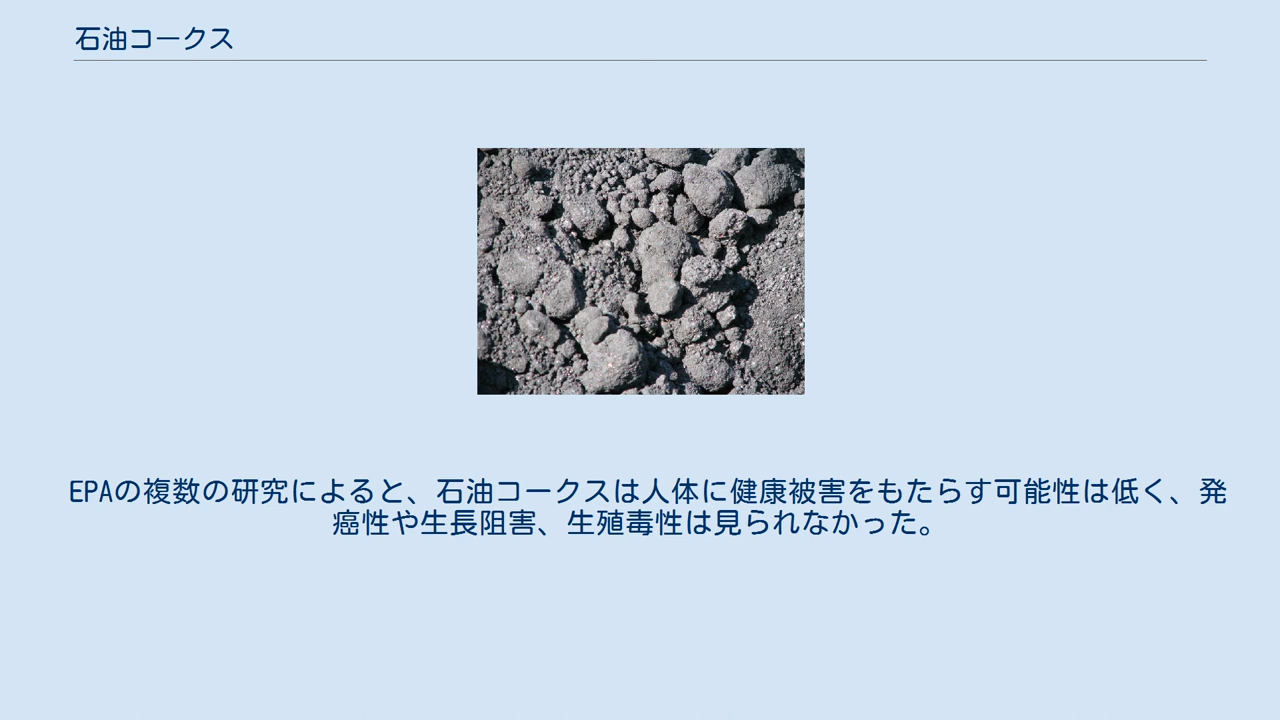 石油コークス
EPAの複数の研究によると、石油コークスは人体に健康被害をもたらす可能性は低く、発
癌性や生長阻害、生殖毒性は見られなかった。